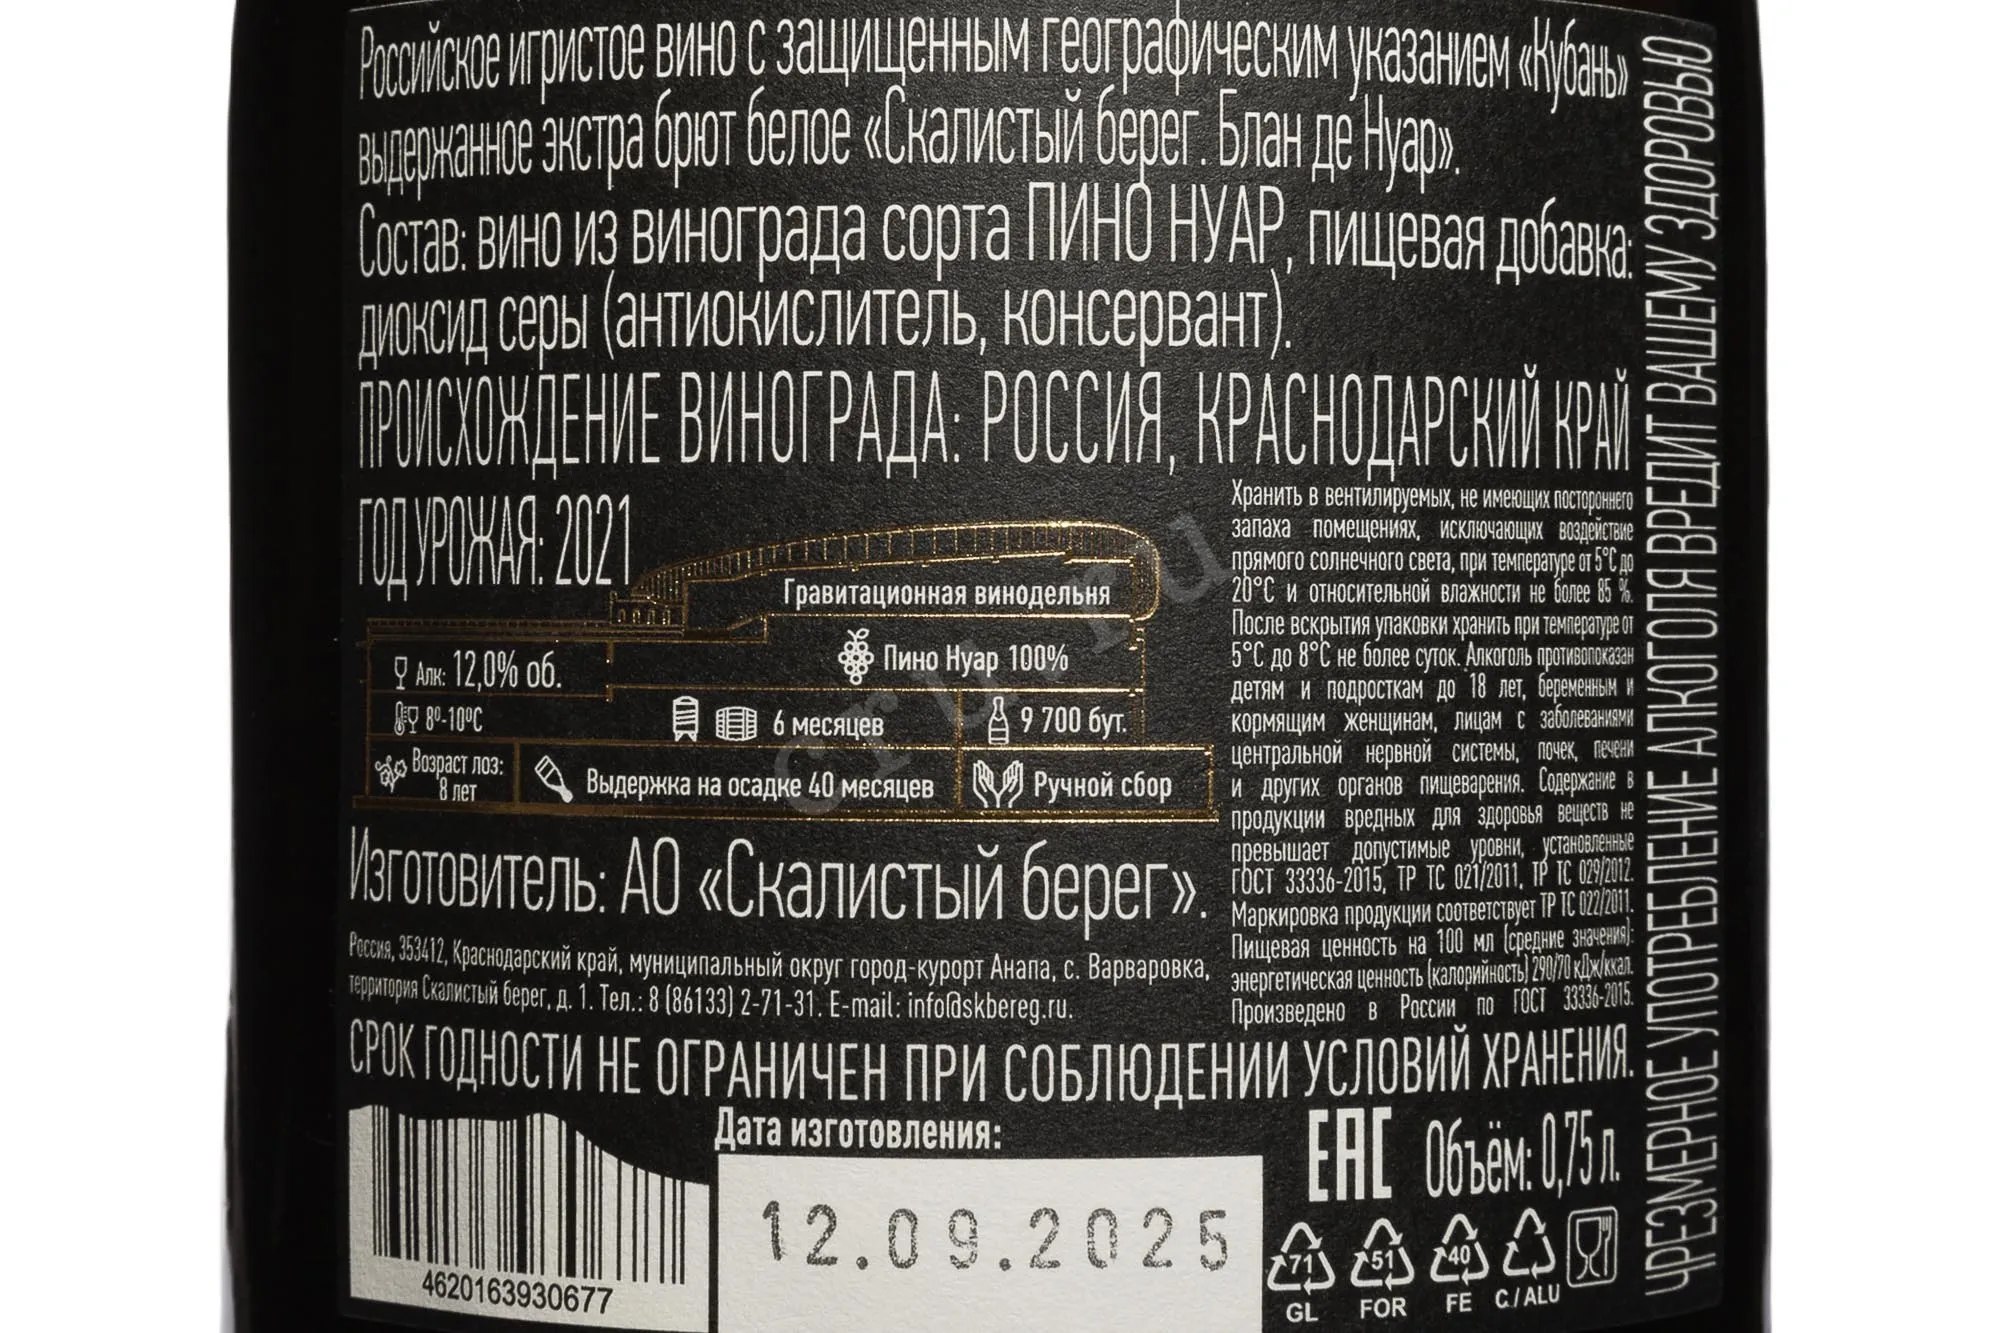 Российское игристое вино с защищенным географическим указанием «Кубань»
выдержанное экстра брют белое «Скалистый берег. Блан де Нуар».
Состав: вино из винограда сорта ПИНО НУАР, пищевая добавка:
диоксид серы (антиокислитель, консервант).
ПРОИСХОЖДЕНИЕ ВИНОГРАДА: РОССИЯ, КРАСНОДАРСКИЙ КРАЙ
ГОД УРОЖАЯ: 2021
Гравитационная винодельня
Алк: 12,0% об.
Пино Нуар 100%
8⁰-10⁰С
6 месяцев
9 700 бут.
Возраст лоз:
8 лет
Выдержка на осадке 40 месяцев
Ручной сбор
Хранить в вентилируемых, не имеющих постороннего
запаха помещениях, исключающих воздействие
прямого солнечного света, при температуре от 5°С до
20°С и относительной влажности не более 85 %.
После вскрытия упаковки хранить при температуре от
5°С до 8°С не более суток. Алкоголь противопоказан
детям и подросткам до 18 лет, беременным и
кормящим женщинам, лицам с заболеваниями
центральной нервной системы, почек, печени
и других органов пищеварения. Содержание в
продукции вредных для здоровья веществ не
превышает допустимые уровни, установленные
ГОСТ 33336-2015, ТР ТС 021/2011, ТР ТС 029/2012.
Маркировка продукции соответствует ТР ТС 022/2011.
Пищевая ценность на 100 мл (средние значения):
энергетическая ценность (калорийность) 290/70 кДж/ккал.
Произведено в России по ГОСТ 33336-2015.
Изготовитель: АО «Скалистый берег».
Россия, 353412, Краснодарский край, муниципальный округ город-курорт Анапа, с. Варваровка,
территория Скалистый берег, д. 1. Тел.: 8 (86133) 2-71-31. E-mail: info@skbereg.ru.
СРОК ГОДНОСТИ НЕ ОГРАНИЧЕН ПРИ СОБЛЮДЕНИИ УСЛОВИЙ ХРАНЕНИЯ.
4620163930677
Дата изготовления:
12.09.2025
ЕАС
Объём: 0,75 л.
71
GL
51
FOR
40
FE
C/ALU
ЧРЕЗМЕРНОЕ УПОТРЕБЛЕНИЕ АЛКОГОЛЯ ВРЕДИТ ВАШЕМУ ЗДОРОВЬЮ
cru.ru